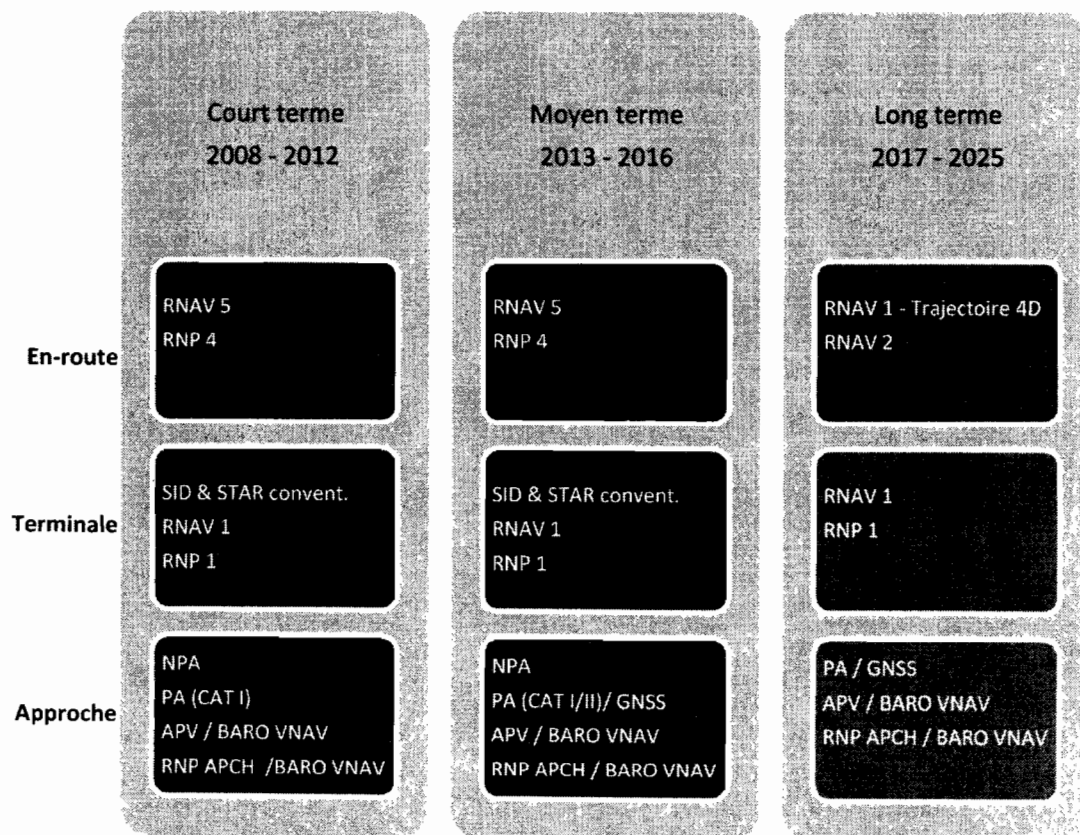 Court terme
2008 - 2012
Moyen terme
2013 - 2016
Long terme
2017 - 2025
En-route
RNAV 5
RNP 4
RNAV 5
RNP 4
RNAV 1 - Trajectoire 4D
RNAV 2
Terminale
SID & STAR convent.
RNAV 1
RNP 1
SID & STAR convent.
RNAV 1
RNP 1
RNAV 1
RNP 1
Approche
NPA
PA (CAT I)
APV / BARO VNAV
RNP APCH /BARO VNAV
NPA
PA (CAT I/II)/ GNSS
APV / BARO VNAV
RNP APCH / BARO VNAV
PA / GNSS
APV / BARO VNAV
RNP APCH / BARO VNAV